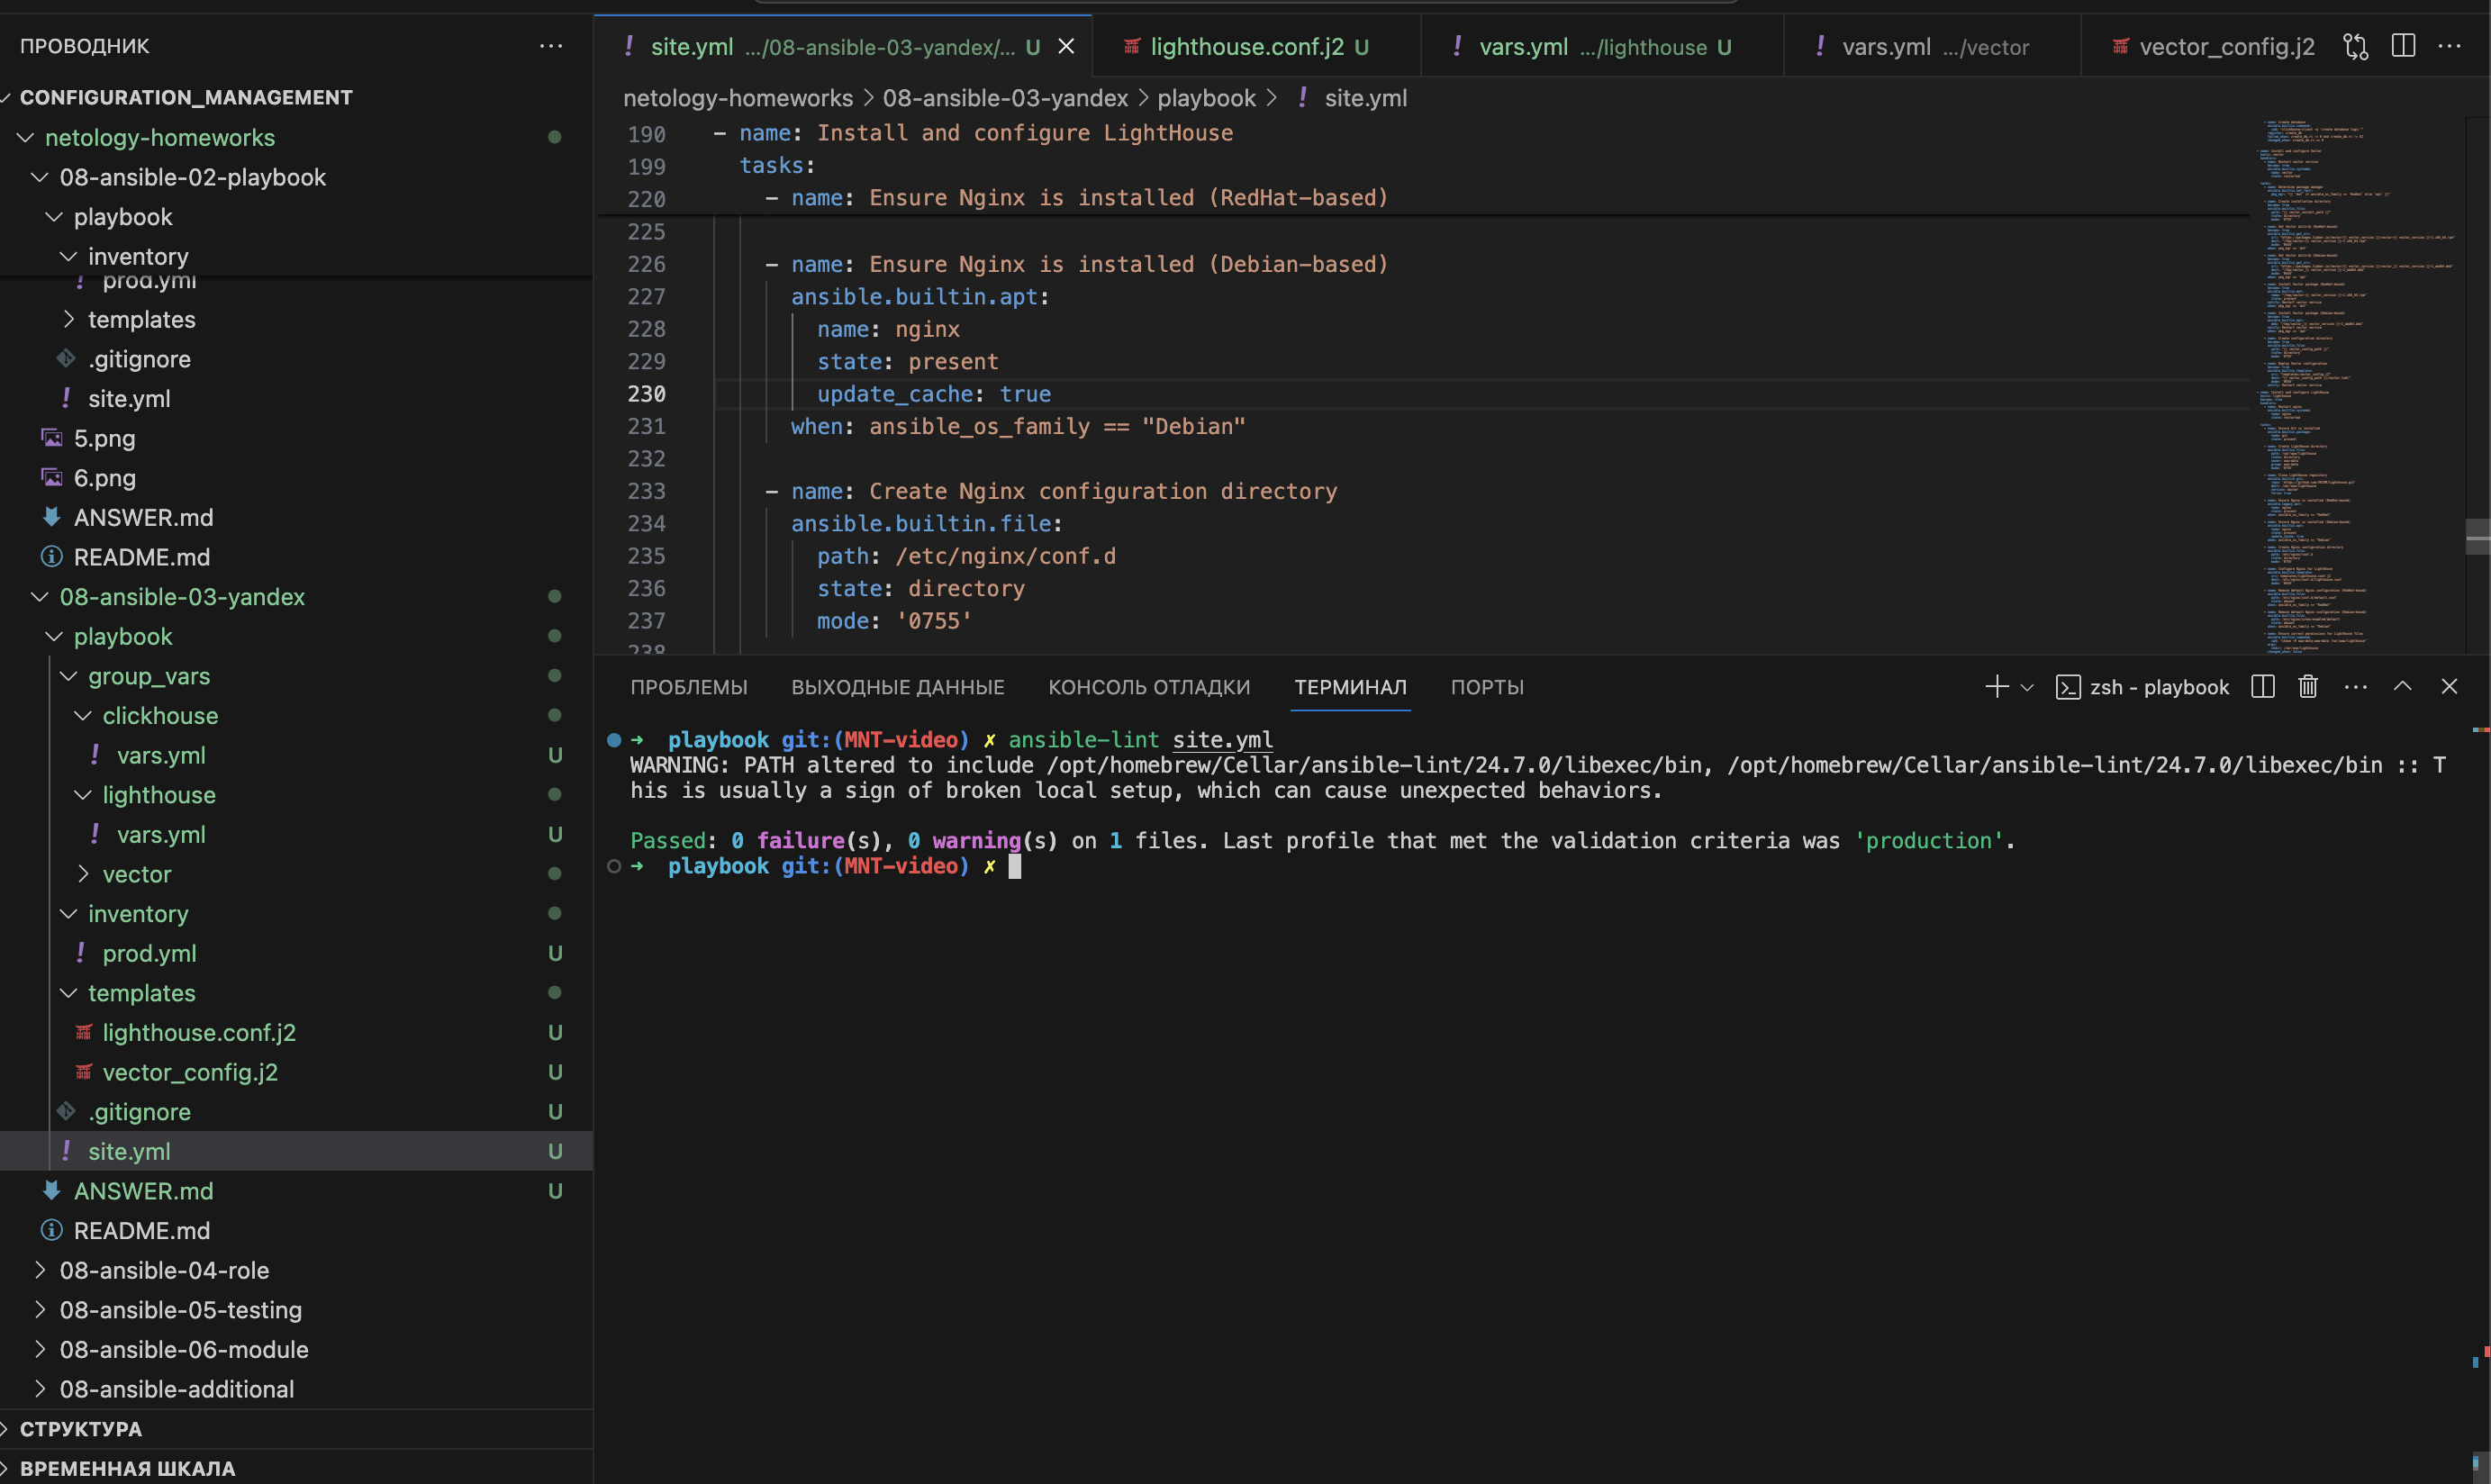 ПРОВОДНИК
CONFIGURATION_MANAGEMENT
netology-homeworks
08-ansible-02-playbook
playbook
inventory
prod.yml
templates
.gitignore
site.yml
5.png
6.png
ANSWER.md
README.md
08-ansible-03-yandex
playbook
group_vars
clickhouse
vars.yml U
lighthouse
vars.yml U
vector
inventory
prod.yml U
templates
lighthouse.conf.j2 U
vector_config.j2 U
.gitignore U
site.yml U
ANSWER.md U
README.md
08-ansible-04-role
08-ansible-05-testing
08-ansible-06-module
08-ansible-additional
СТРУКТУРА
ВРЕМЕННАЯ ШКАЛА
site.yml .../08-ansible-03-yandex/... U
lighthouse.conf.j2 U
vars.yml .../lighthouse U
vars.yml .../vector
vector_config.j2
netology-homeworks > 08-ansible-03-yandex > playbook > ! site.yml
190 - name: Install and configure LightHouse
199 tasks:
220 - name: Ensure Nginx is installed (RedHat-based)
225
226 - name: Ensure Nginx is installed (Debian-based)
227 ansible.builtin.apt:
228 name: nginx
229 state: present
230 update_cache: true
231 when: ansible_os_family == "Debian"
232
233 - name: Create Nginx configuration directory
234 ansible.builtin.file:
235 path: /etc/nginx/conf.d
236 state: directory
237 mode: '0755'
238
ПРОБЛЕМЫ ВЫХОДНЫЕ ДАННЫЕ КОНСОЛЬ ОТЛАДКИ ТЕРМИНАЛ ПОРТЫ
zsh - playbook
➜ playbook git:(MNT-video) ✗ ansible-lint site.yml
WARNING: PATH altered to include /opt/homebrew/Cellar/ansible-lint/24.7.0/libexec/bin, /opt/homebrew/Cellar/ansible-lint/24.7.0/libexec/bin :: T
his is usually a sign of broken local setup, which can cause unexpected behaviors.
Passed: 0 failure(s), 0 warning(s) on 1 files. Last profile that met the validation criteria was 'production'.
➜ playbook git:(MNT-video) ✗